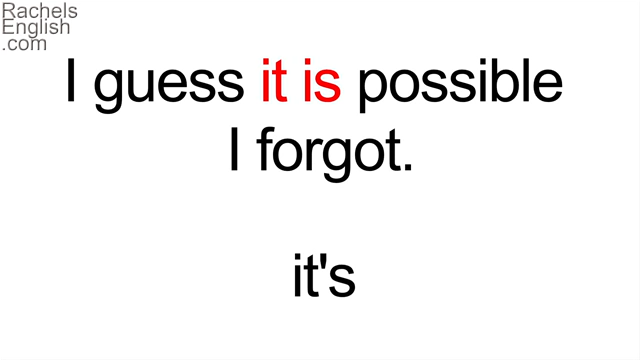 Rachels
English
.com
I guess it is possible
I forgot.
it's